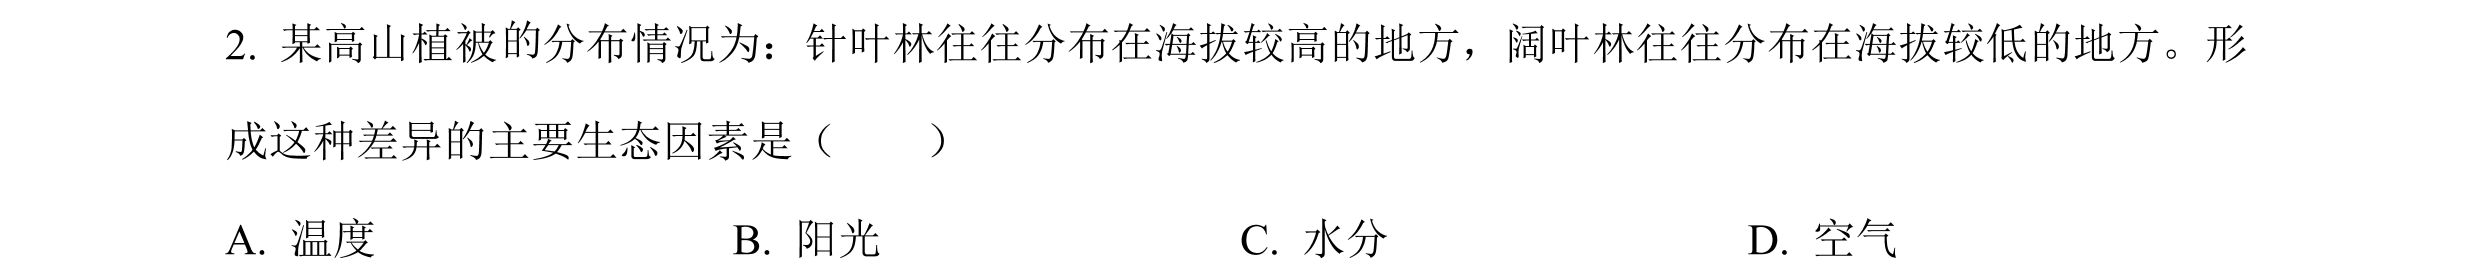 2. 某高山植被的分布情况为：针叶林往往分布在海拔较高的地方，阔叶林往往分布在海拔较低的地方。形
成这种差异的主要生态因素是（　　）
A. 温度 B. 阳光 C. 水分 D. 空气